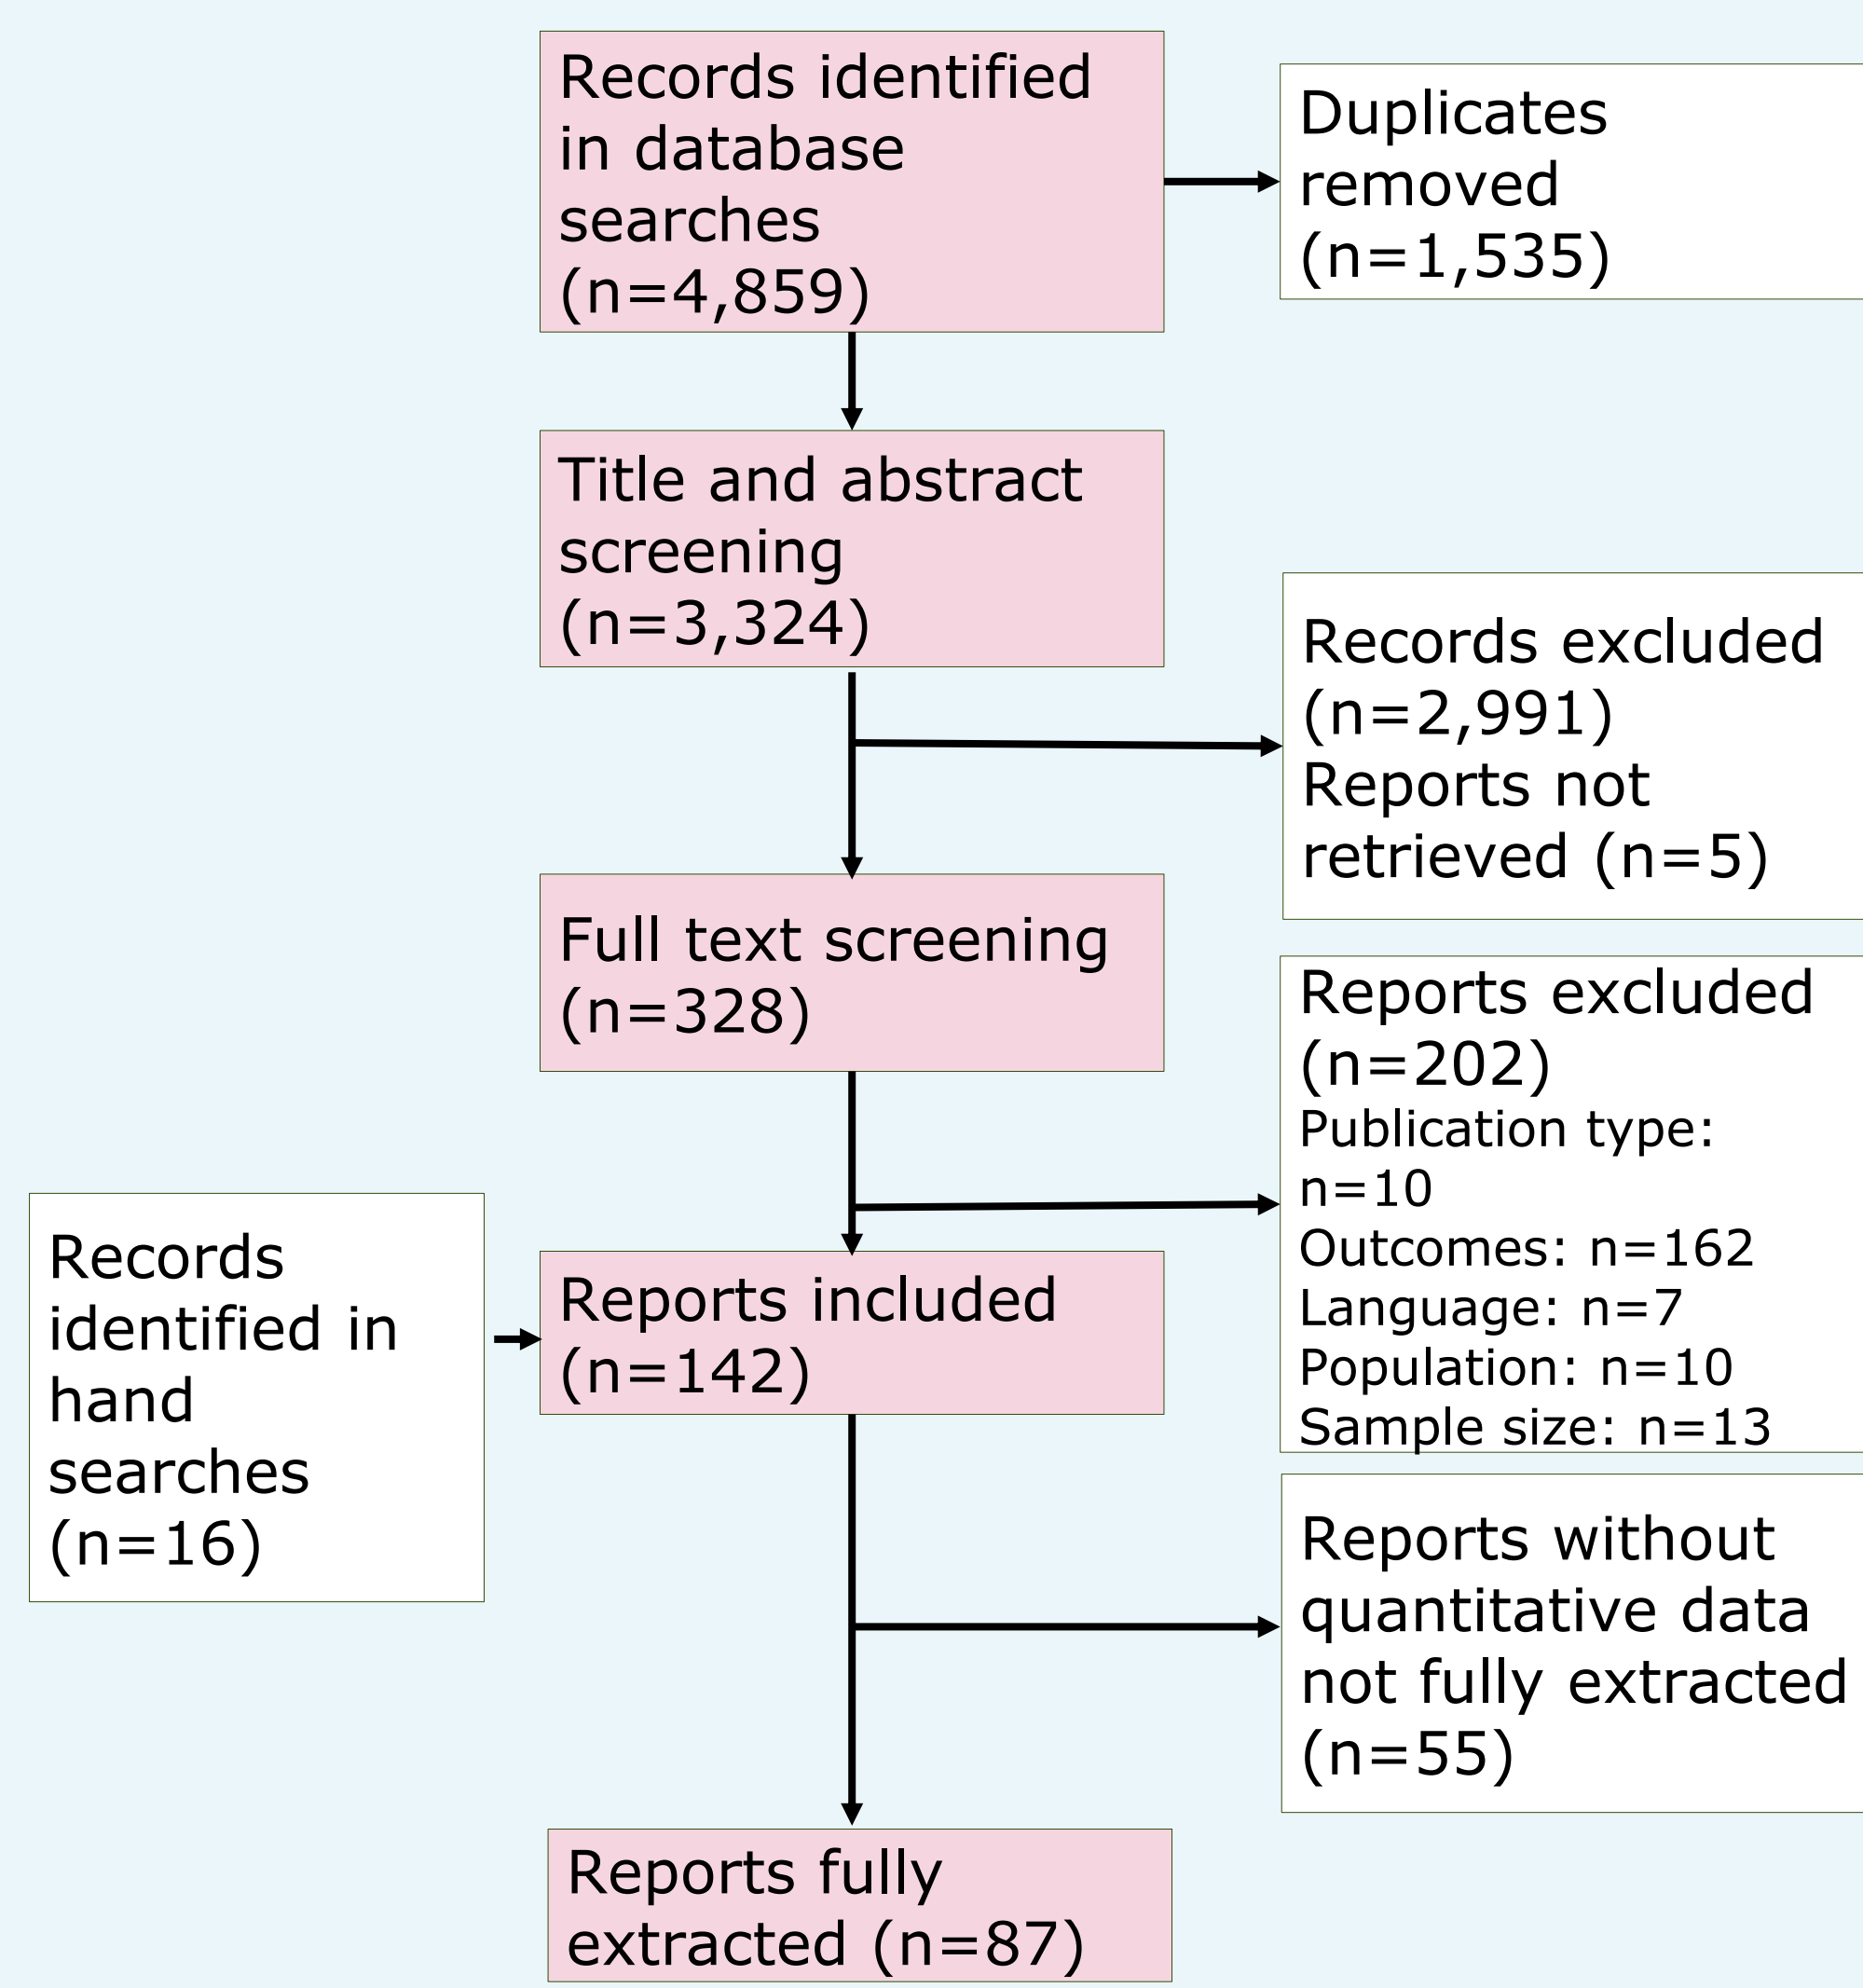 Records identified
in database
searches
(n=4,859)
Duplicates
removed
(n=1,535)
Title and abstract
screening
(n=3,324)
Records excluded
(n=2,991)
Reports not
retrieved (n=5)
Full text screening
(n=328)
Reports excluded
(n=202)
Publication type:
n=10
Outcomes: n=162
Language: n=7
Population: n=10
Sample size: n=13
Records
identified in
hand
searches
(n=16)
Reports included
(n=142)
Reports without
quantitative data
not fully extracted
(n=55)
Reports fully
extracted (n=87)